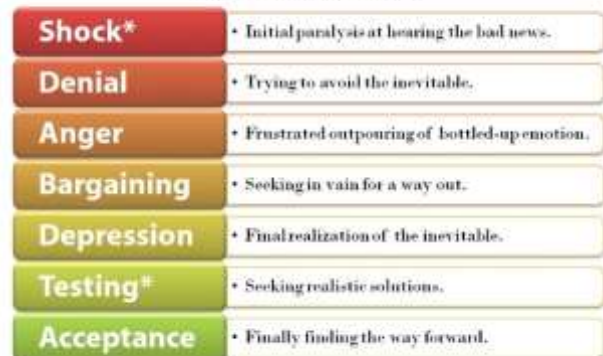 Shock*
• Initial paralysis at hearing the bad news.
Denial
• Trying to avoid the inevitable.
Anger
• Frustrated outpouring of bottled-up emotion.
Bargaining
• Seeking in vain for a way out.
Depression
• Final realization of the inevitable.
Testing*
• Seeking realistic solutions.
Acceptance
• Finally finding the way forward.